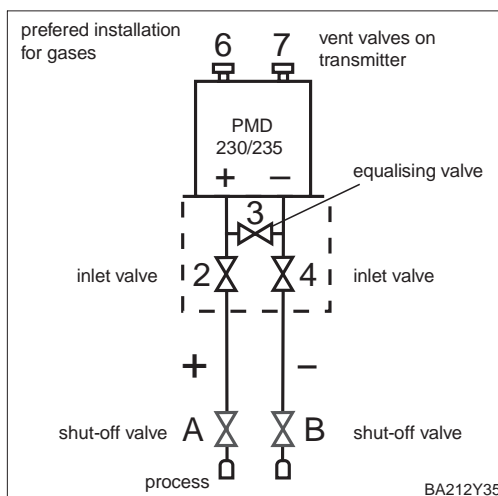 preferred installation
for gases
6 7
vent valves on
transmitter
PMD
230/235
+ –
equalising valve
3
inlet valve 2 4 inlet valve
+ –
shut-off valve A B shut-off valve
process
BA212Y35